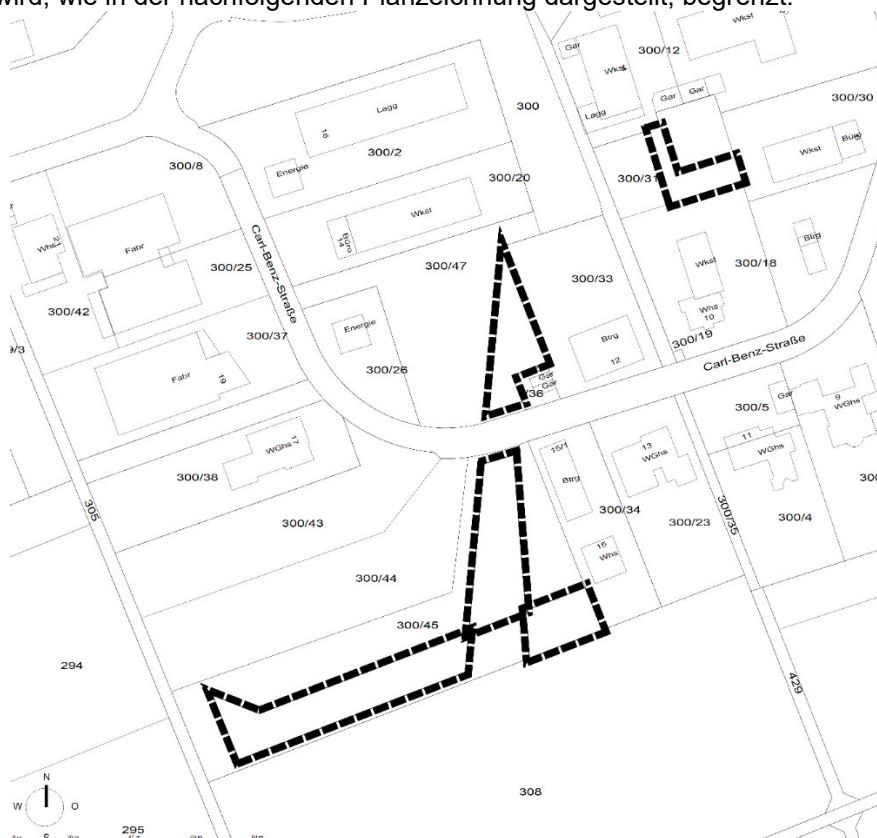 wird, wie in der nachfolgenden Planzeichnung dargestellt, begrenzt.
Wkst
Gar
300/12
Wkst
Lagg
300
Gar
Gar
300/30
Lagg
16
300/2
Wkst
Büro
300/8
Energie
300/20
300/31
Wkst
Büro
14
Carl-Benz-Straße
Btrg
Whs
Fabr
300/25
300/47
300/33
Wkst
300/18
300/42
Energie
Whs
10
300/37
Btrg
12
300/19
Carl-Benz-Straße
9/3
Fabr
19
300/26
Gar
Gar
/36
Gar
300/5
9
WGhs
WGhs
17
15/1
13
WGhs
11
WGhs
300/38
Btrg
305
300/34
300/43
300/23
300/35
300/4
15
Whs
300/44
300/45
294
429
308
N
W
O
S
295